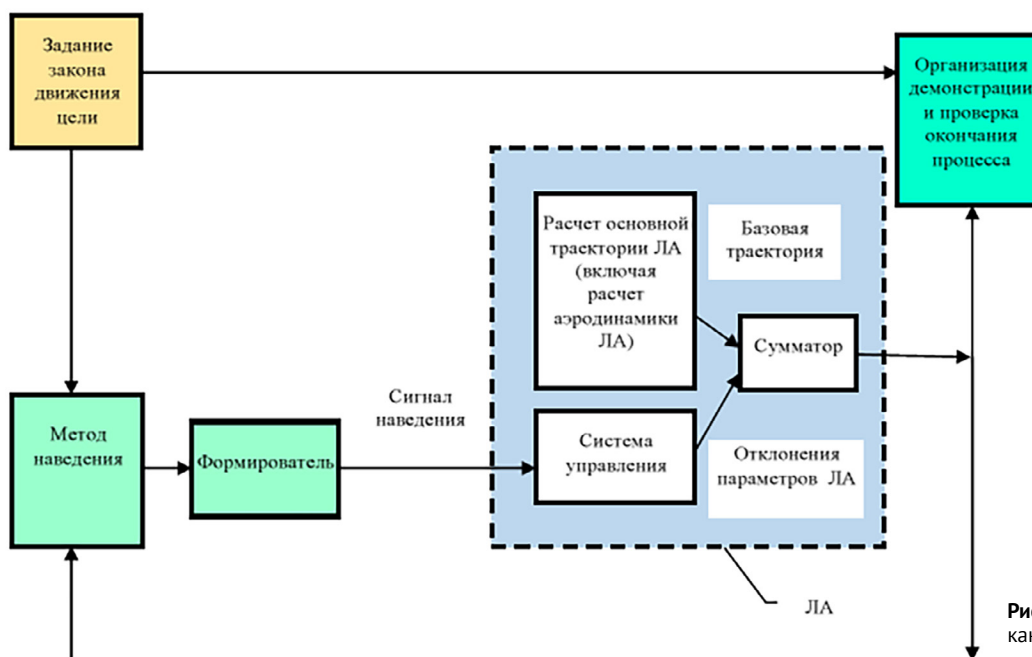 Задание
закона
движения
цели
Организация
демонстрации
и проверка
окончания
процесса
Расчет основной
траектории ЛА
(включая
расчет
аэродинамики
ЛА)
Базовая
траектория
Сумматор
Сигнал
наведения
Метод
наведения
Формирователь
Система
управления
Отклонения
параметров ЛА
ЛА